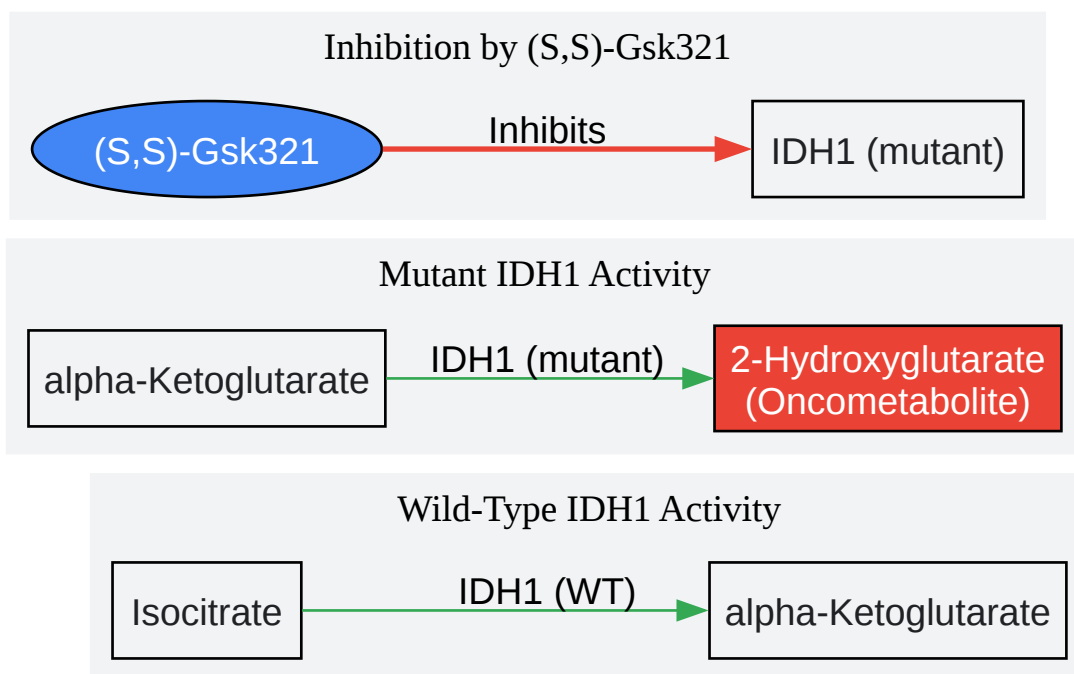 Inhibition by (S,S)-Gsk321
(S,S)-Gsk321
Inhibits
IDH1 (mutant)
Mutant IDH1 Activity
alpha-Ketoglutarate
IDH1 (mutant)
2-Hydroxyglutarate
(Oncometabolite)
Wild-Type IDH1 Activity
Isocitrate
IDH1 (WT)
alpha-Ketoglutarate